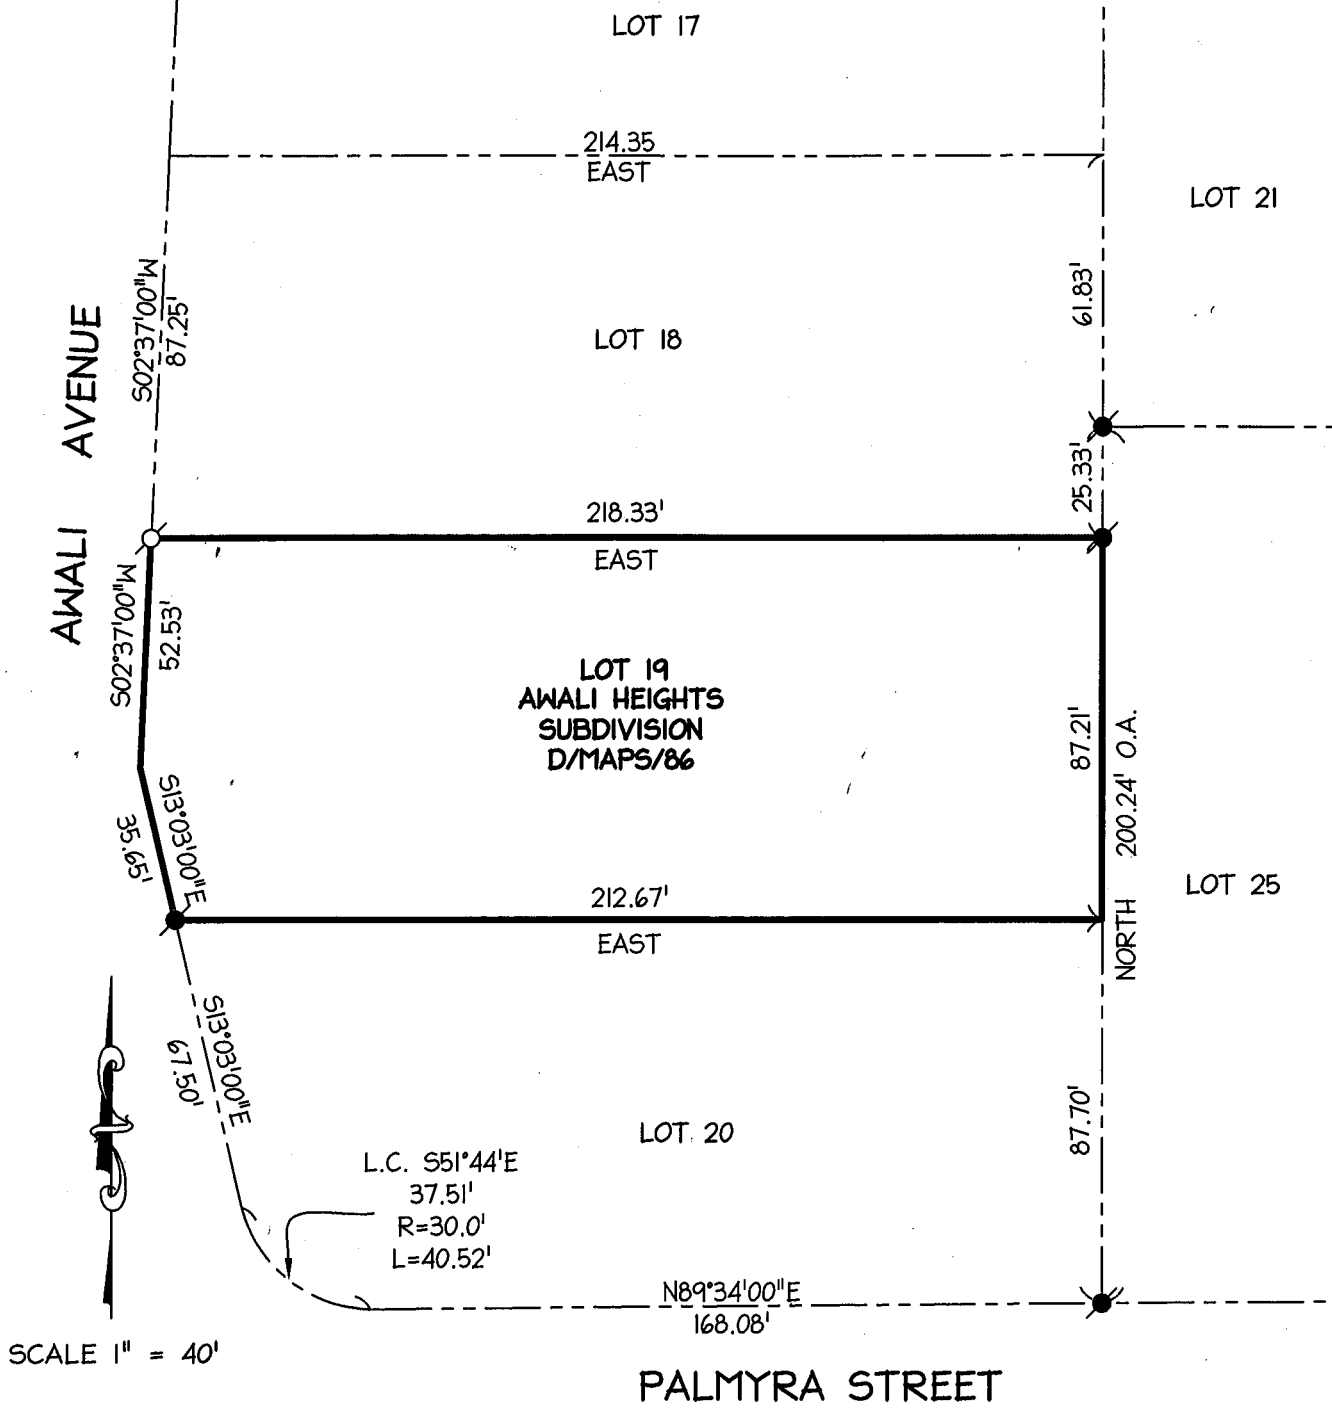 LOT 17
214.35
EAST
LOT 21
S02°37'00"W
87.25'
61.83'
AWALI AVENUE
LOT 18
25.33'
218.33'
EAST
S02°37'00"W
52.53'
LOT 19
AWALI HEIGHTS
SUBDIVISION
D/MAPS/86
87.21'
NORTH 200.24' O.A.
S13°03'00"E
35.65'
LOT 25
212.67'
EAST
S13°03'00"E
67.50'
LOT 20
87.70'
L.C. S51°44'E
37.51'
R=30.0'
L=40.52'
N89°34'00"E
168.08'
SCALE 1" = 40'
PALMYRA STREET